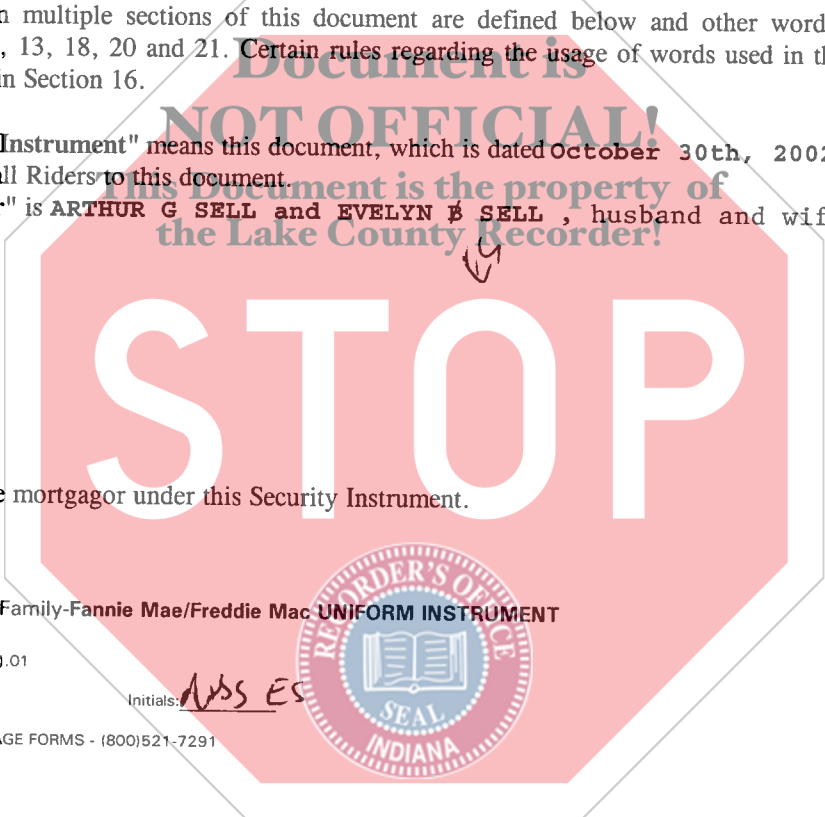 n multiple sections of this document are defined below and other word
, 13, 18, 20 and 21. Certain rules regarding the usage of words used in th
in Section 16.
Document is
NOT OFFICIAL!
Instrument" means this document, which is dated October 30th, 2002
ll Riders to this document.
This Document is the property of
" is ARTHUR G SELL and EVELYN B SELL , husband and wif
the Lake County Recorder!
STOP
e mortgagor under this Security Instrument.
RECORDER'S OFFICE
Family-Fannie Mae/Freddie Mac UNIFORM INSTRUMENT
.01
Initials: ES
SEAL
INDIANA
GE FORMS - (800)521-7291